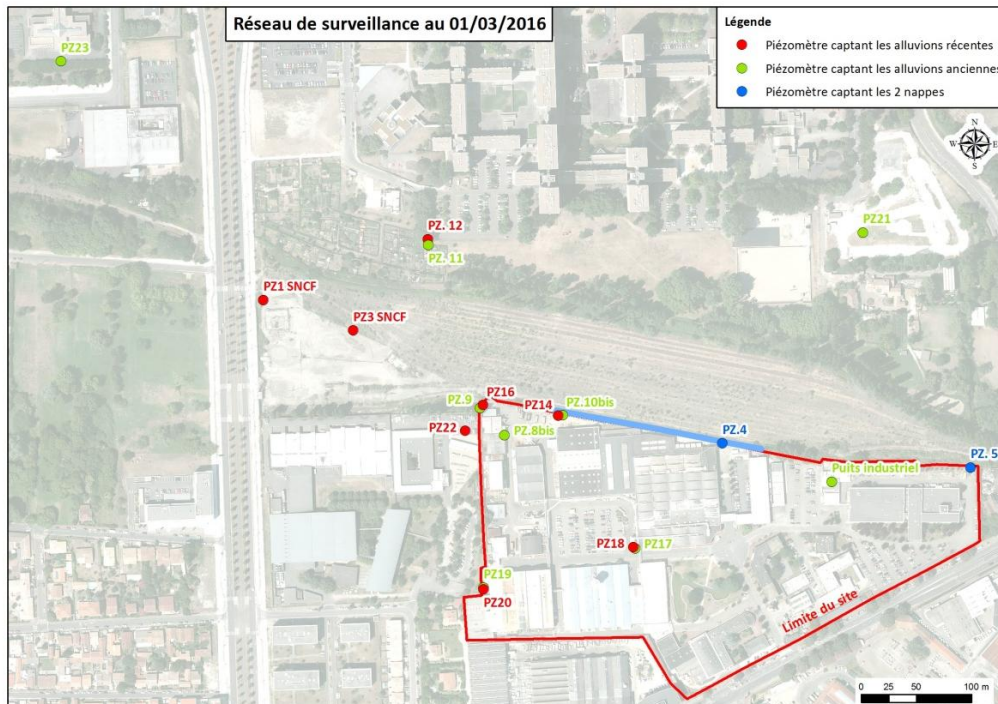 Réseau de surveillance au 01/03/2016
Légende
Piézomètre captant les alluvions récentes
Piézomètre captant les alluvions anciennes
Piézomètre captant les 2 nappes
N
W E
S
PZ23
PZ21
PZ. 12
PZ. 11
PZ1 SNCF
PZ3 SNCF
PZ.9
PZ16
PZ14
PZ.10bis
PZ22
PZ.8bis
PZ.4
PZ. 5
Puits industriel
PZ18
PZ17
PZ19
PZ20
Limite du site
0 25 50 100 m